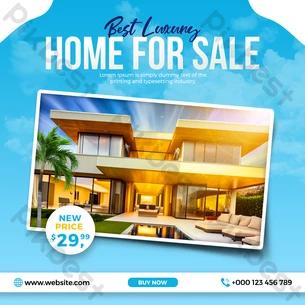 Best Luxury
HOME FOR SALE
Lorem Ipsum is simply dummy text of the
printing and typesetting industry.
NEW
PRICE
$29,99
www.website.com
BUY NOW
+000 123 456 789